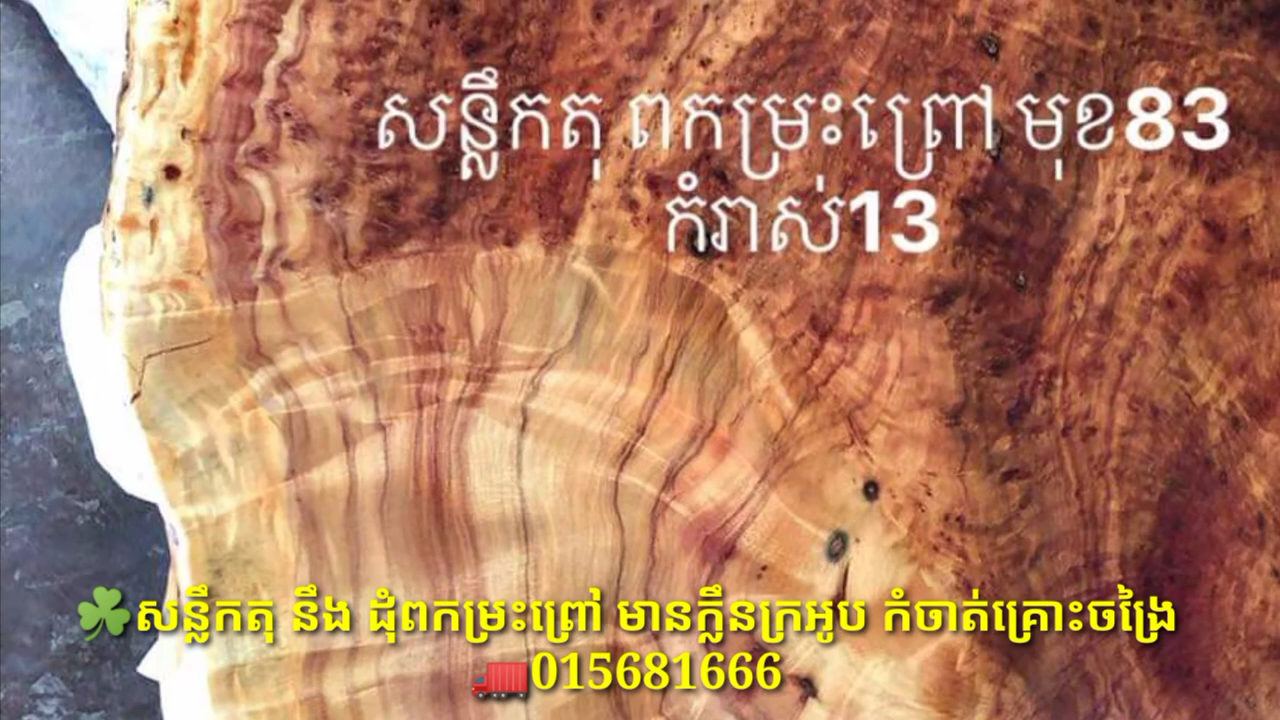 សន្លឹកតុ ពកម្រះព្រៅ មុខ83
កំរាស់13
☘សន្លឹកតុ នឹង ដុំពកម្រះព្រៅ មានក្លឹនក្រអូប កំចាត់គ្រោះចង្រៃ
🚛015681666